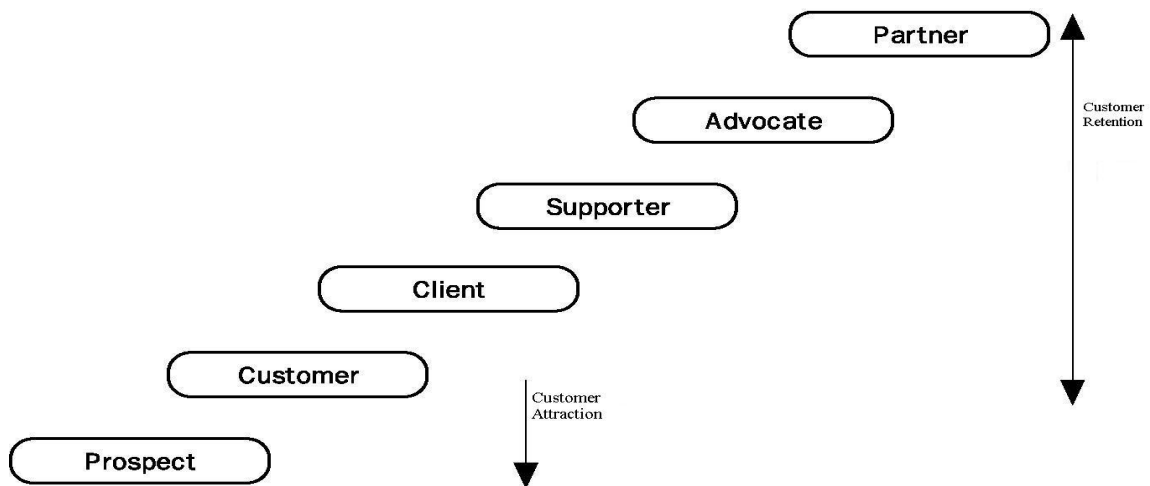 Partner
Advocate
Customer
Retention
Supporter
Client
Customer
Customer
Attraction
Prospect